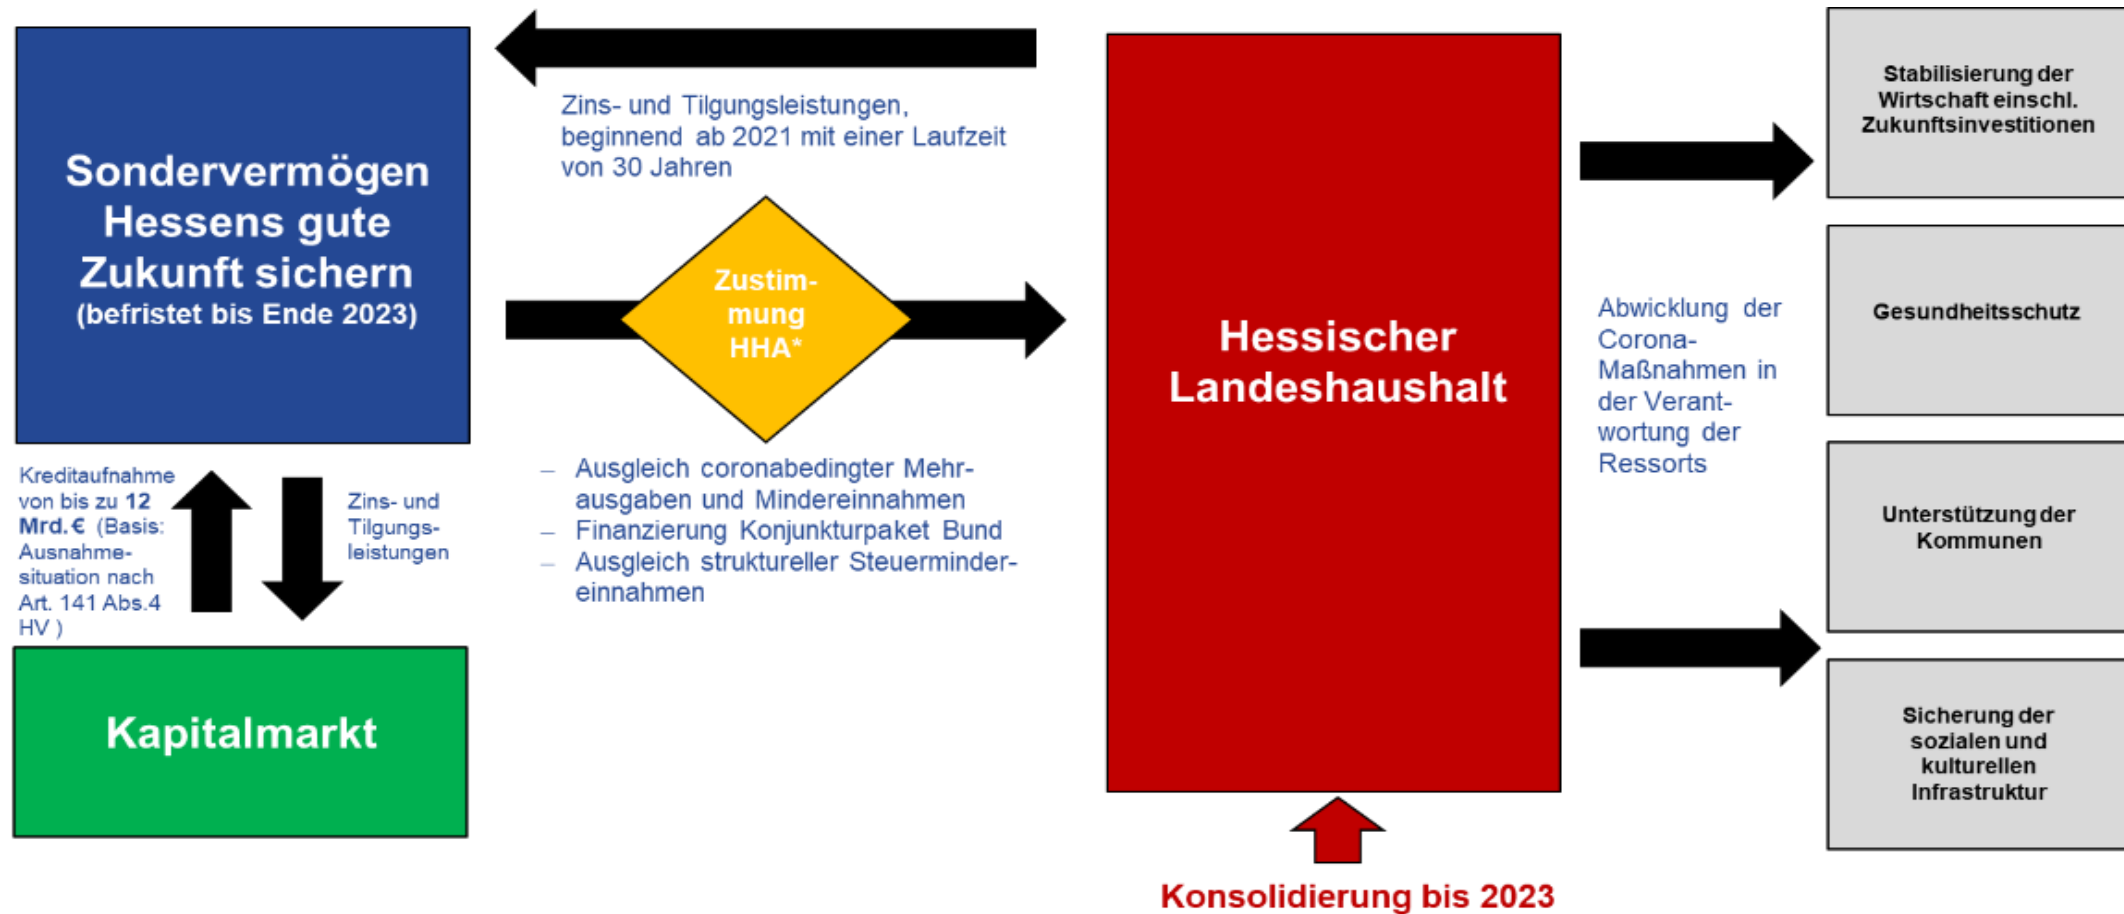 Sondervermögen
Hessens gute
Zukunft sichern
(befristet bis Ende 2023)
Zins- und Tilgungsleistungen,
beginnend ab 2021 mit einer Laufzeit
von 30 Jahren
Zustim-
mung
HHA*
– Ausgleich coronabedingter Mehr-
ausgaben und Mindereinnahmen
– Finanzierung Konjunkturpaket Bund
– Ausgleich struktureller Steuerminder-
einnahmen
Kreditaufnahme
von bis zu 12
Mrd. € (Basis:
Ausnahme-
situation nach
Art. 141 Abs.4
HV )
Zins- und
Tilgungs-
leistungen
Kapitalmarkt
Hessischer
Landeshaushalt
Konsolidierung bis 2023
Abwicklung der
Corona-
Maßnahmen in
der Verant-
wortung der
Ressorts
Stabilisierung der
Wirtschaft einschl.
Zukunftsinvestitionen
Gesundheitsschutz
Unterstützung der
Kommunen
Sicherung der
sozialen und
kulturellen
Infrastruktur